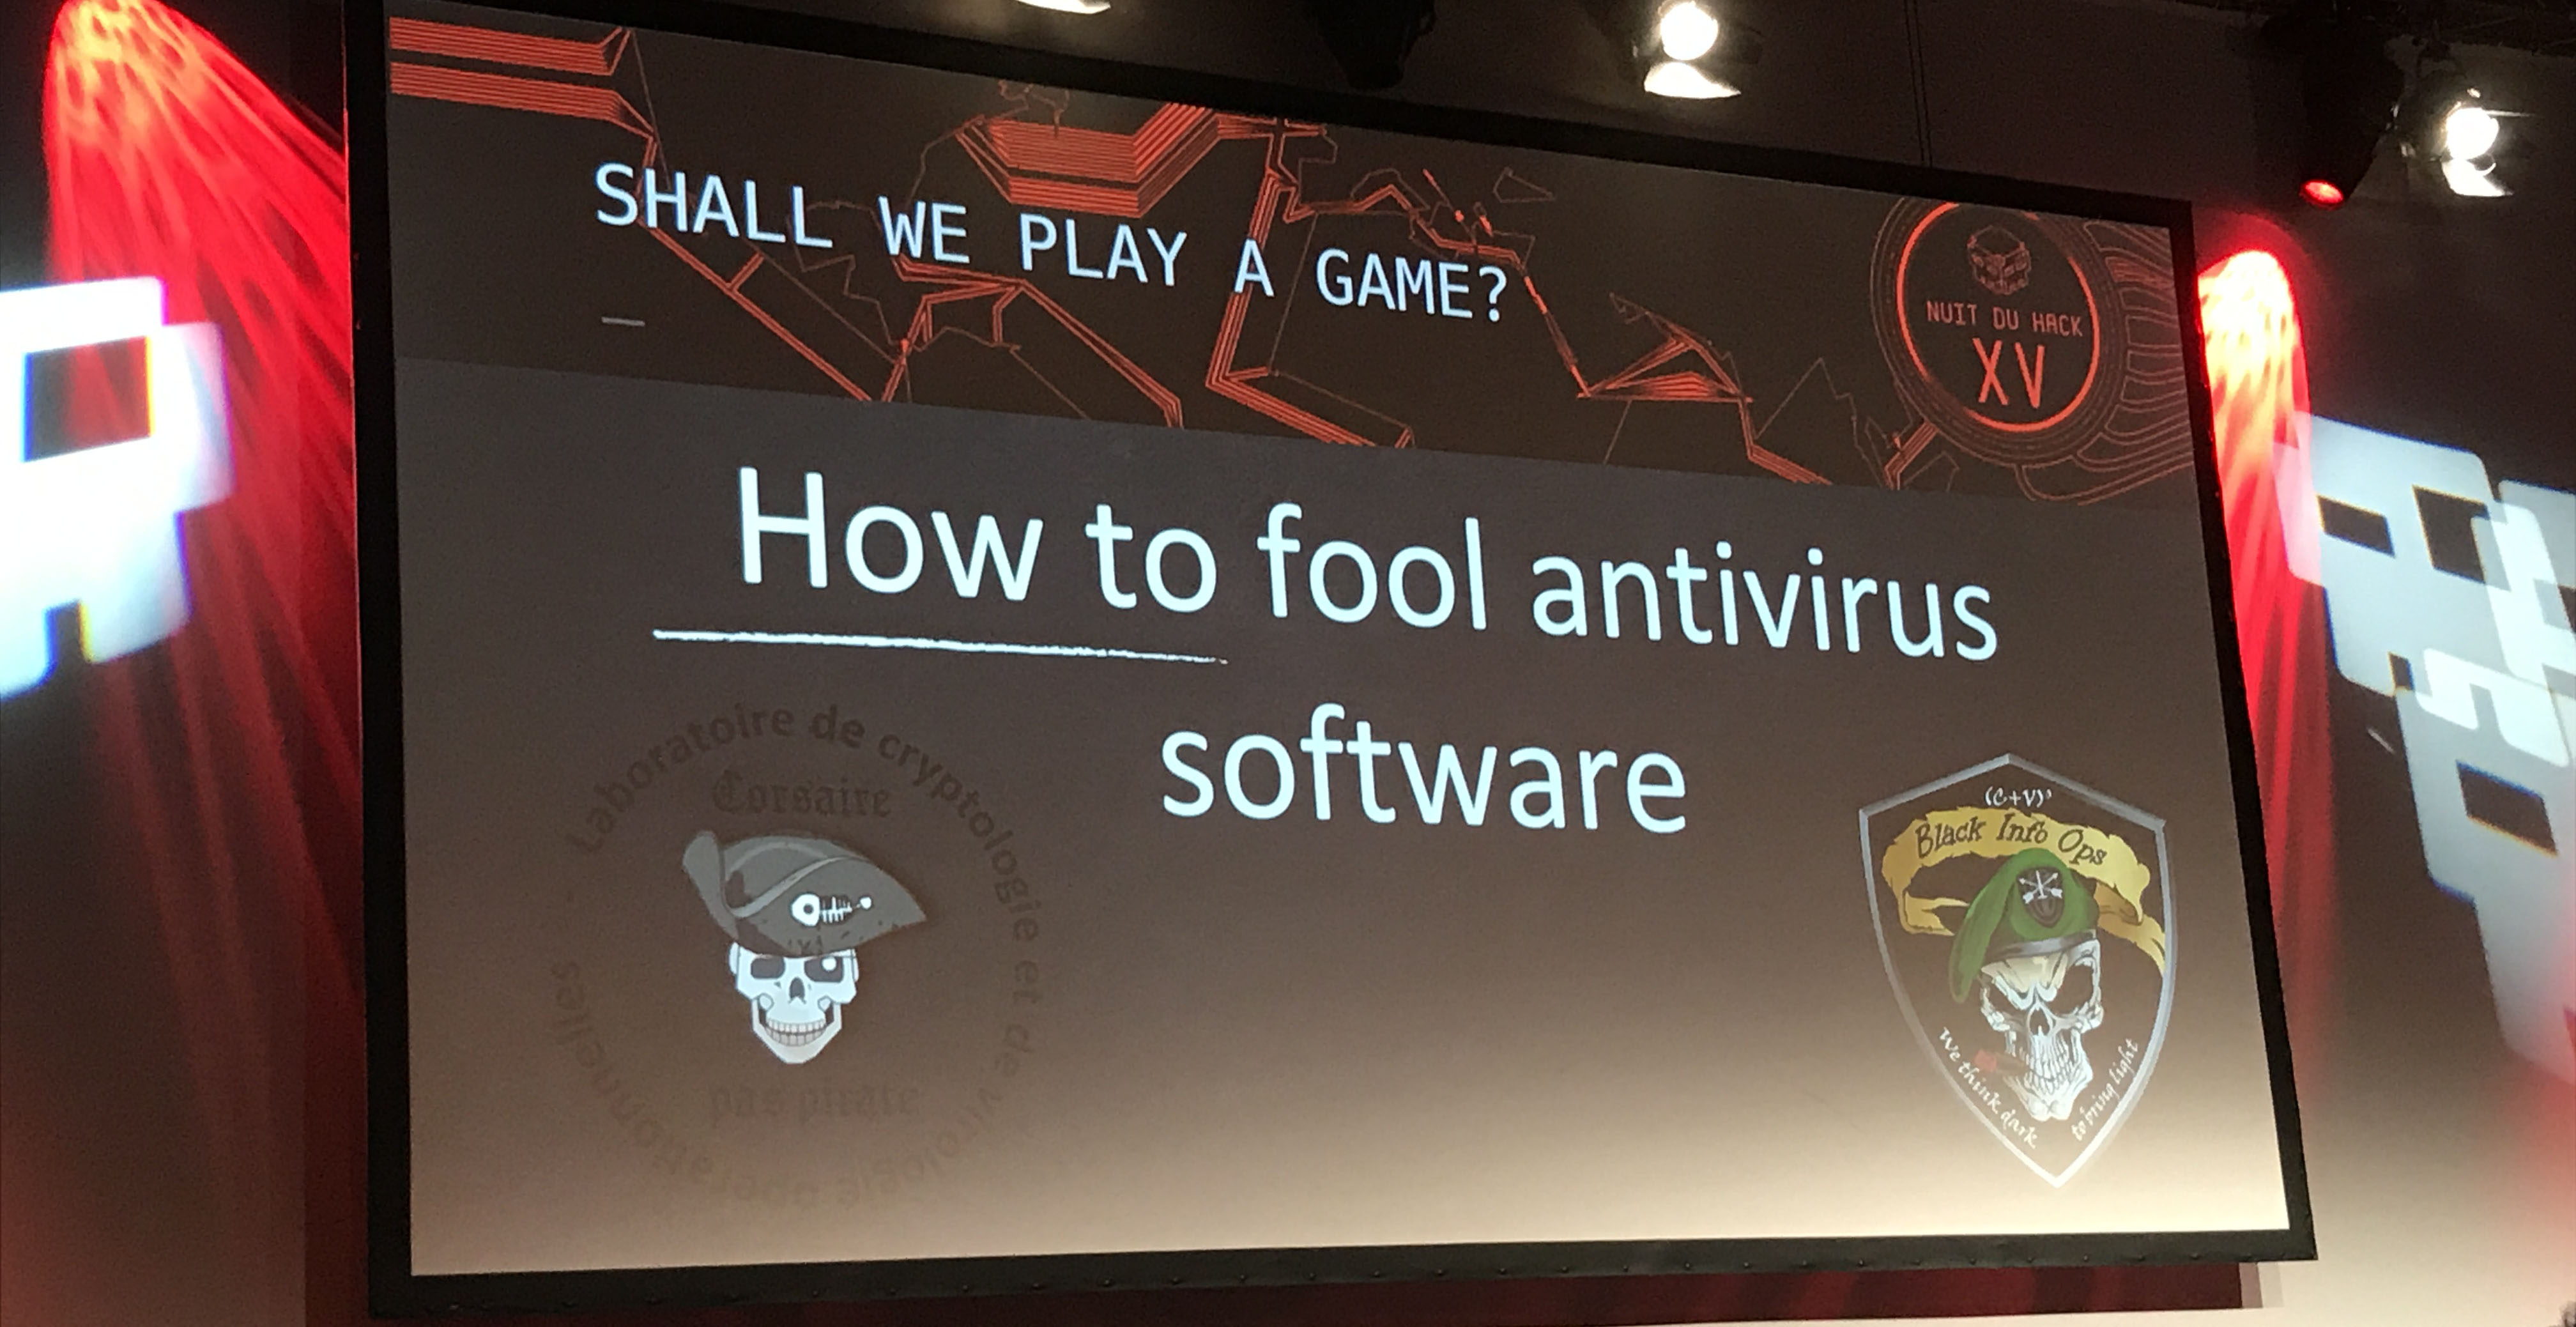 SHALL WE PLAY A GAME?
_
NUIT DU HACK
XV
How to fool antivirus
software
Laboratoire de cryptologie et de virologie opérationnelles
Corsaire
pas pirate
Black Info Ops
We think dark
to bring light